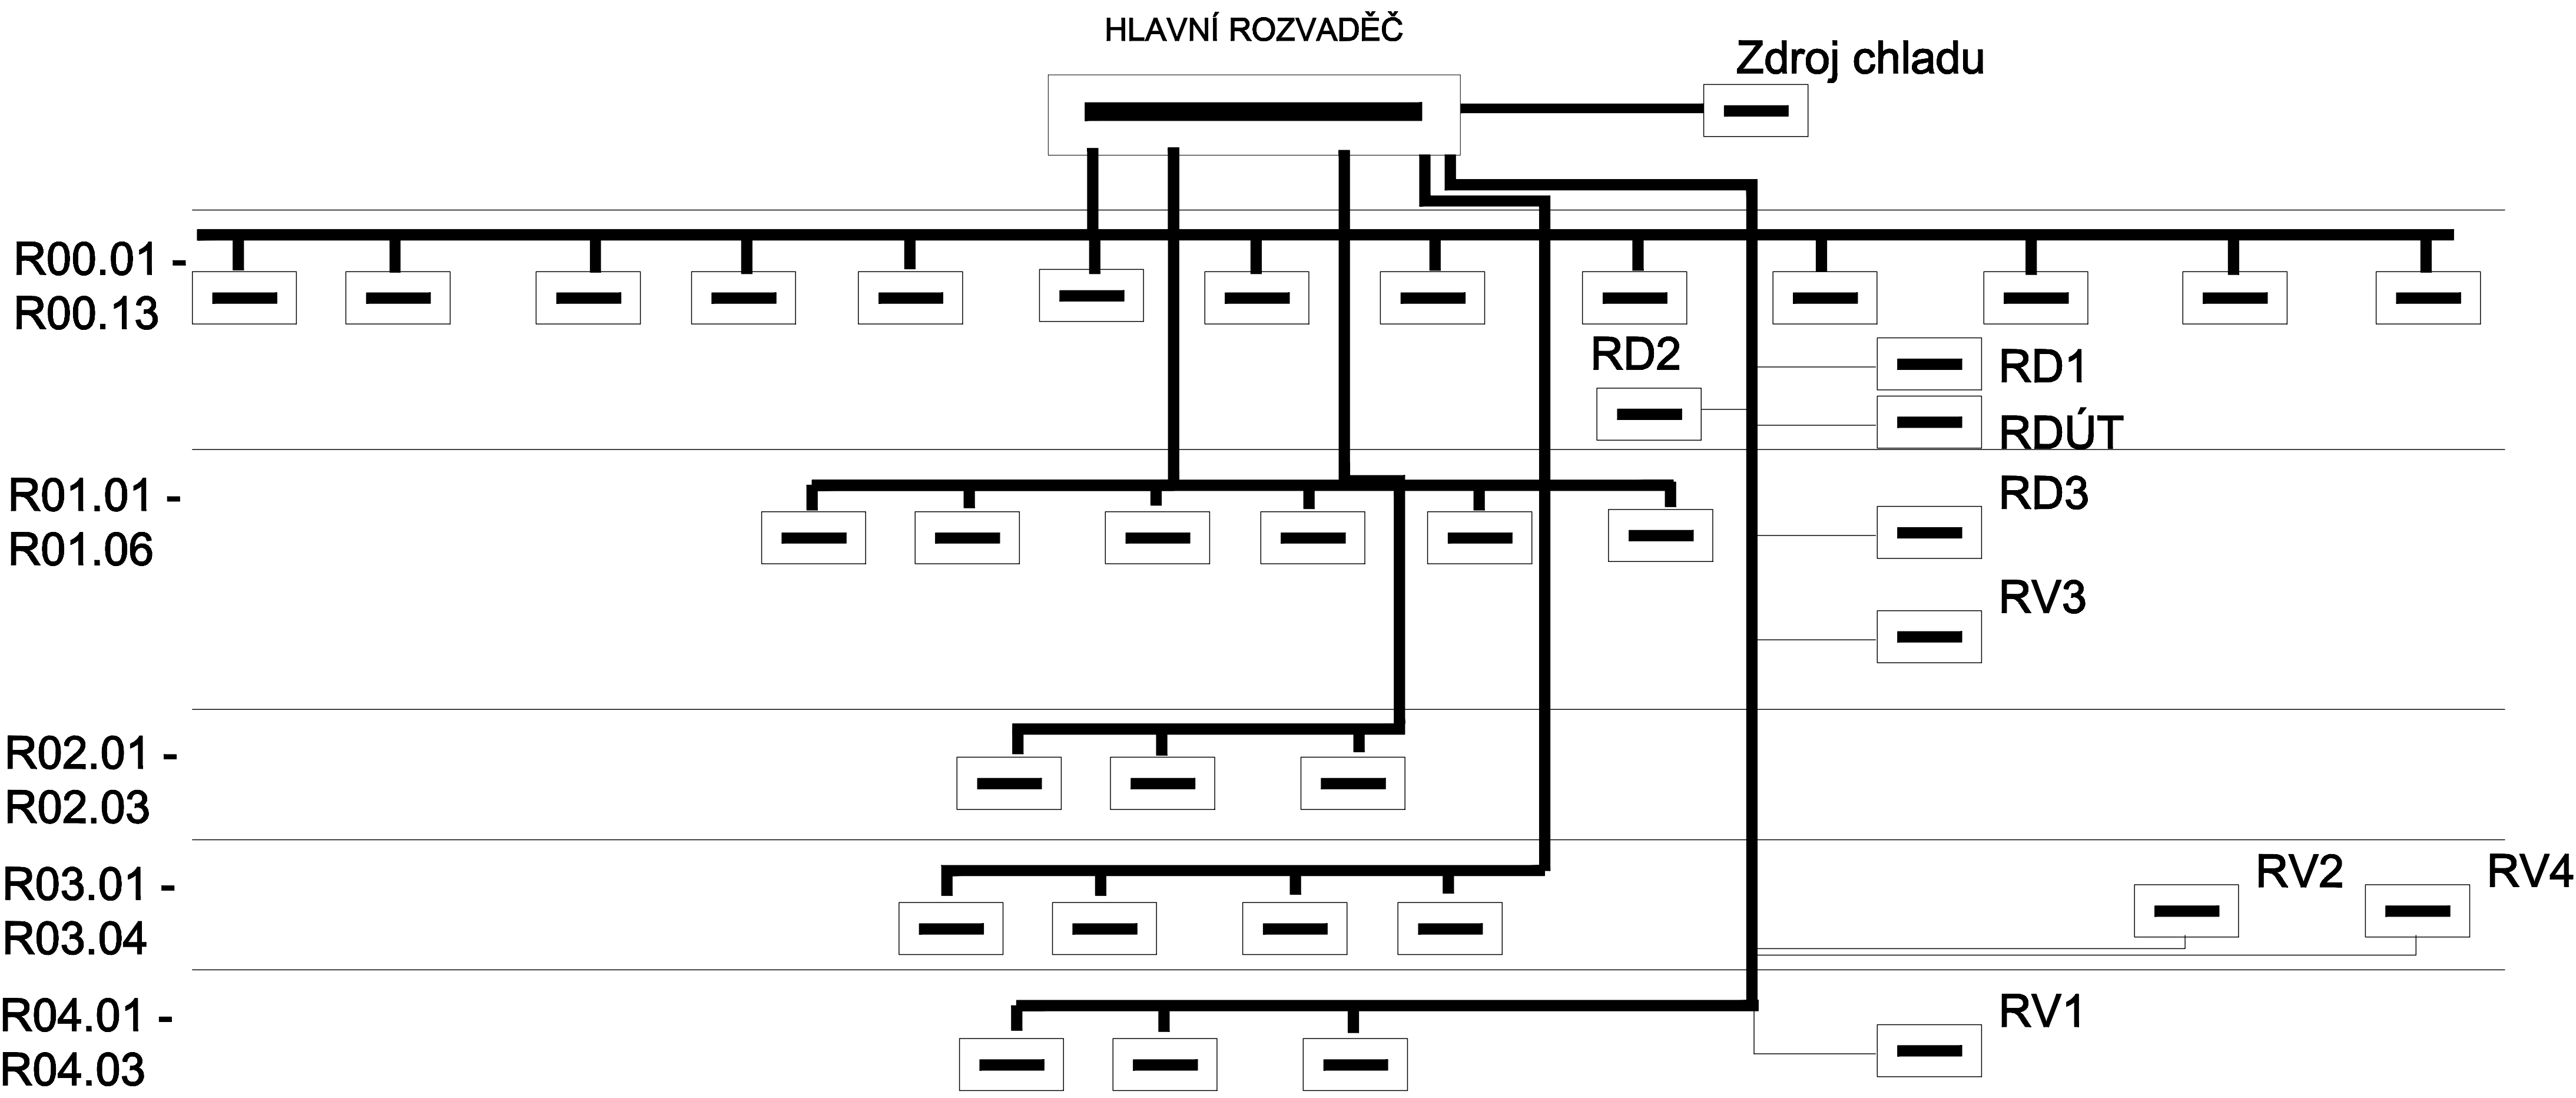 HLAVNÍ ROZVADĚČ
Zdroj chladu
R00.01 -
R00.13
RD2
RD1
RDÚT
R01.01 -
R01.06
RD3
RV3
R02.01 -
R02.03
R03.01 -
R03.04
RV2
RV4
R04.01 -
R04.03
RV1